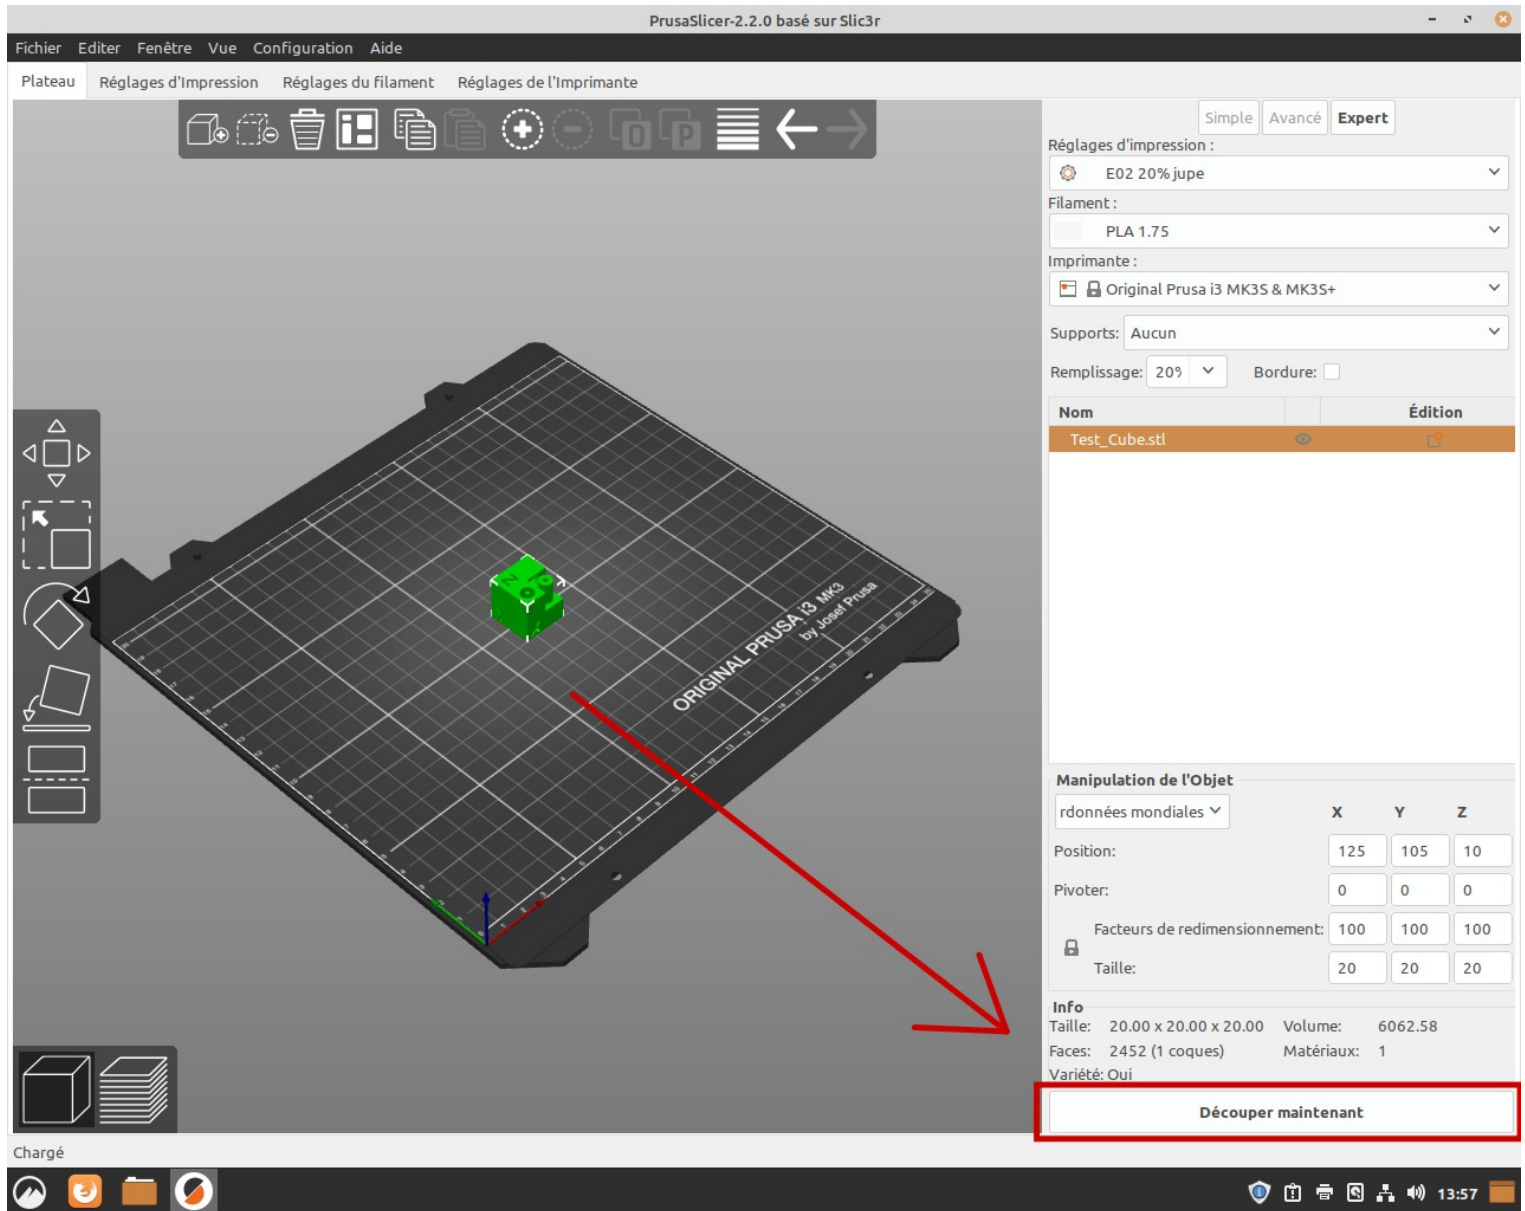 PrusaSlicer-2.2.0 basé sur Slic3r
Fichier Editer Fenêtre Vue Configuration Aide
Plateau Réglages d'Impression Réglages du filament Réglages de l'Imprimante
Simple Avancé Expert
Réglages d'impression :
E02 20% jupe
Filament :
PLA 1.75
Imprimante :
Original Prusa i3 MK3S & MK3S+
Supports: Aucun
Remplissage: 20% Bordure:
Nom Édition
Test_Cube.stl
ORIGINAL PRUSA i3 MK3
by Josef Prusa
Manipulation de l'Objet
rdonnées mondiales X Y Z
Position: 125 105 10
Pivoter: 0 0 0
Facteurs de redimensionnement: 100 100 100
Taille: 20 20 20
Info
Taille: 20.00 x 20.00 x 20.00 Volume: 6062.58
Faces: 2452 (1 coques) Matériaux: 1
Variété: Oui
Découper maintenant
Chargé
13:57